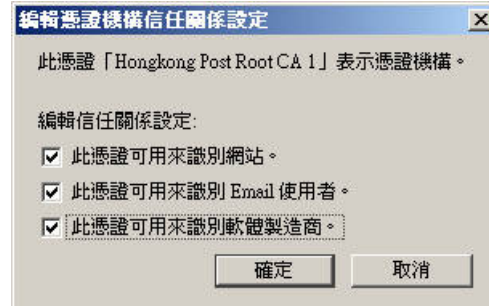 編輯憑證機構信任關係設定
此憑證「Hongkong Post Root CA 1」表示憑證機構。
編輯信任關係設定:
此憑證可用來識別網站。
此憑證可用來識別 Email 使用者。
此憑證可用來識別軟體製造商。
確定
取消